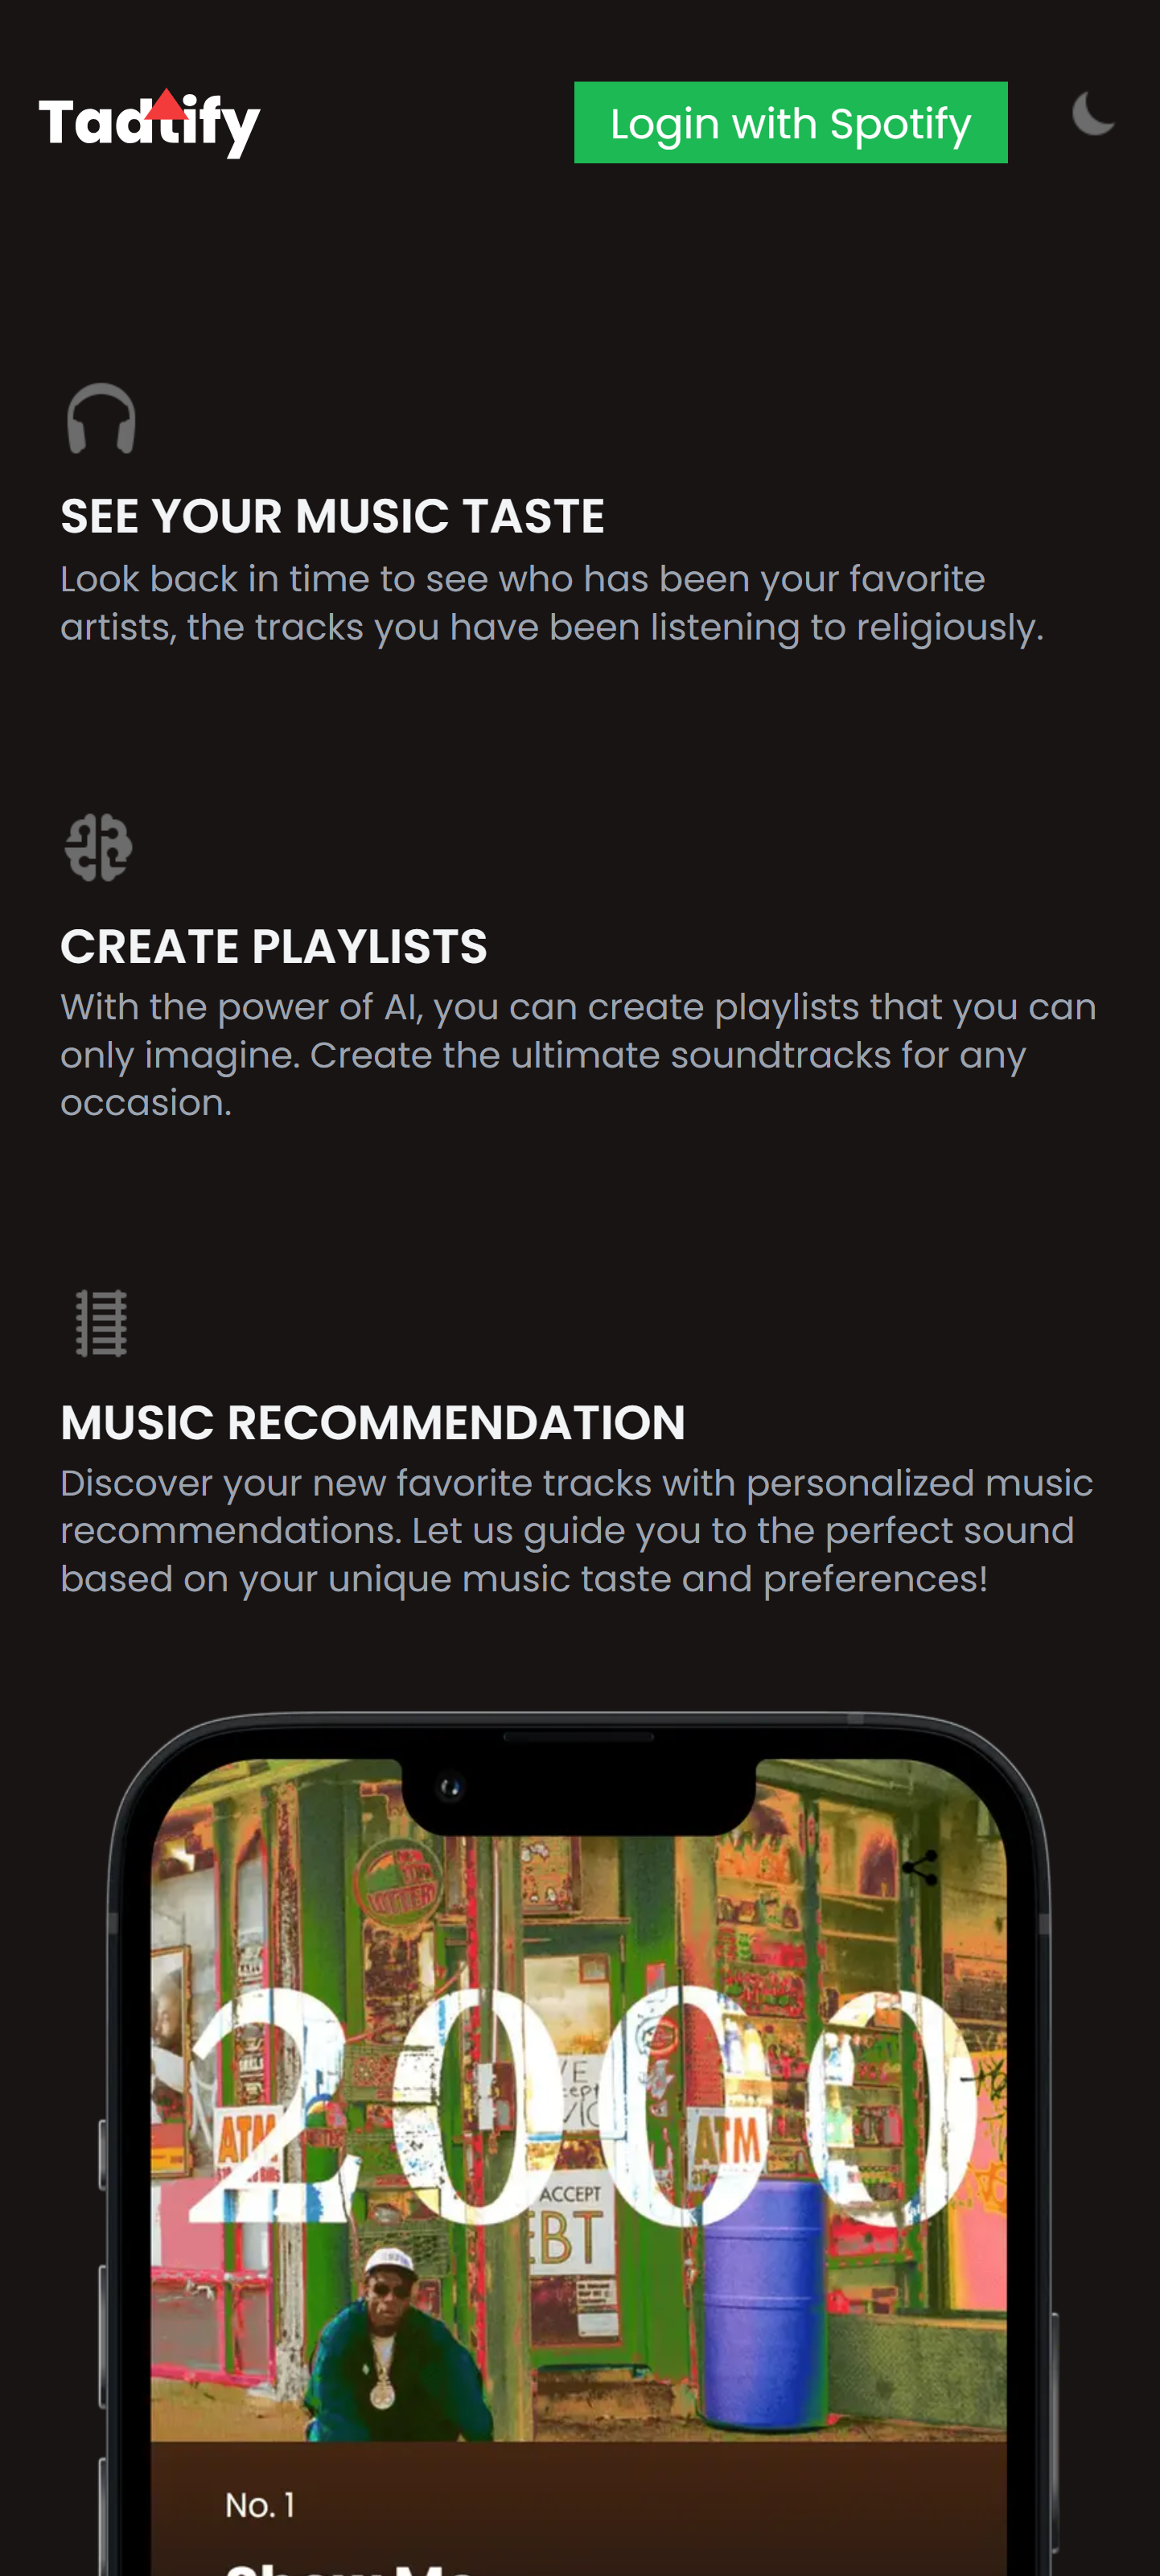 Tadtify
Login with Spotify
SEE YOUR MUSIC TASTE
Look back in time to see who has been your favorite
artists, the tracks you have been listening to religiously.
CREATE PLAYLISTS
With the power of AI, you can create playlists that you can
only imagine. Create the ultimate soundtracks for any
occasion.
MUSIC RECOMMENDATION
Discover your new favorite tracks with personalized music
recommendations. Let us guide you to the perfect sound
based on your unique music taste and preferences!
LOTTERY
2000
ATM
ATM
ACCEPT
EBT
No. 1
Show Me